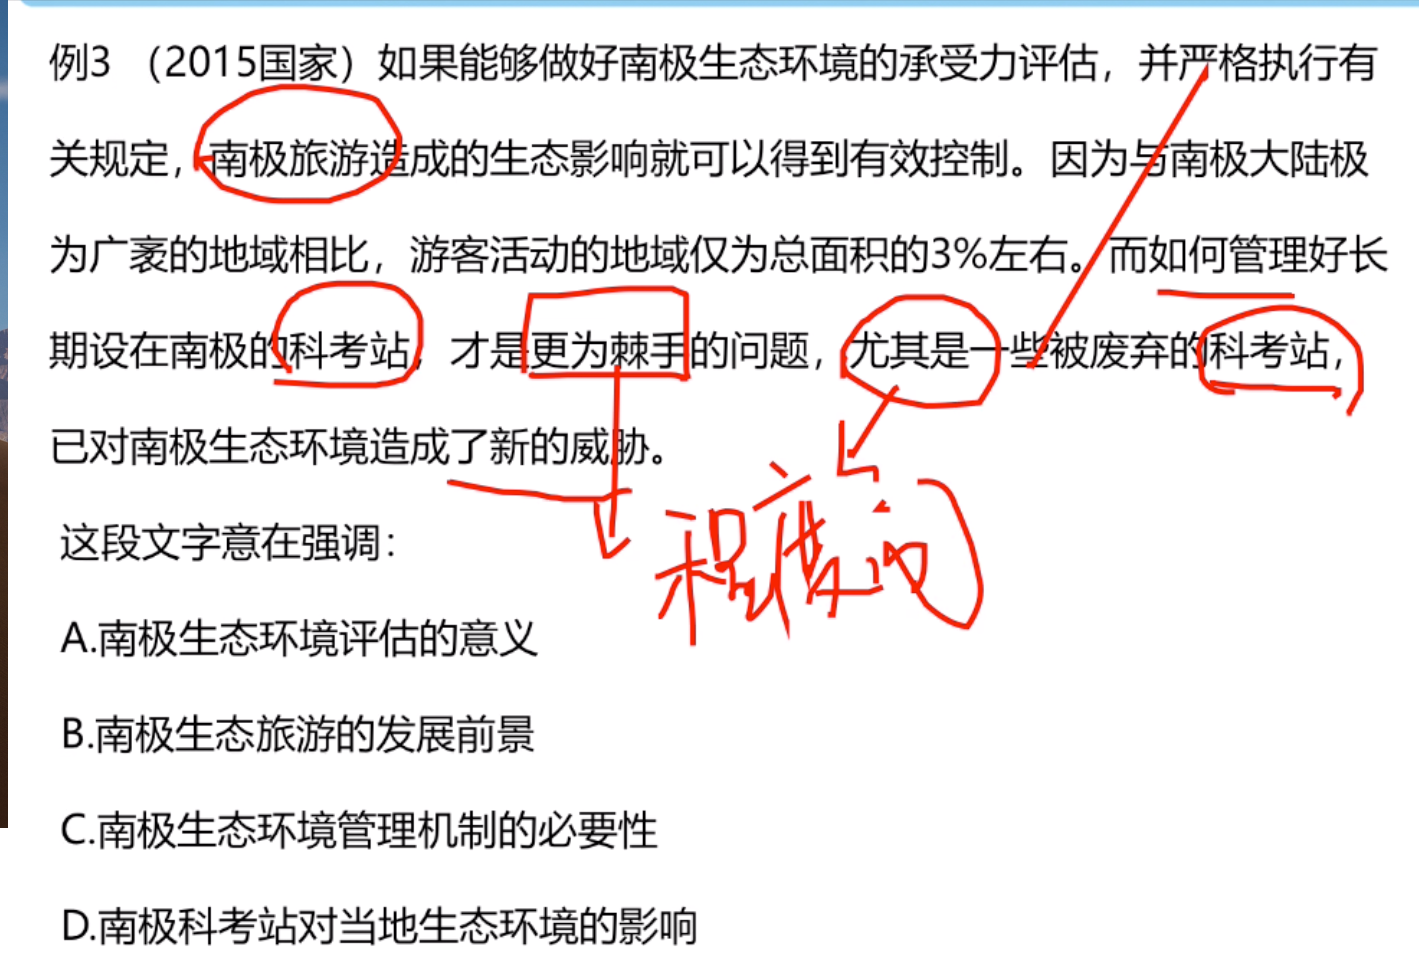 例3 （2015国家）如果能够做好南极生态环境的承受力评估，并严格执行有
关规定，南极旅游造成的生态影响就可以得到有效控制。因为与南极大陆极
为广袤的地域相比，游客活动的地域仅为总面积的3%左右。而如何管理好长
期设在南极的科考站，才是更为棘手的问题，尤其是一些被废弃的科考站，
已对南极生态环境造成了新的威胁。
程度词
这段文字意在强调：
A.南极生态环境评估的意义
B.南极生态旅游的发展前景
C.南极生态环境管理机制的必要性
D.南极科考站对当地生态环境的影响